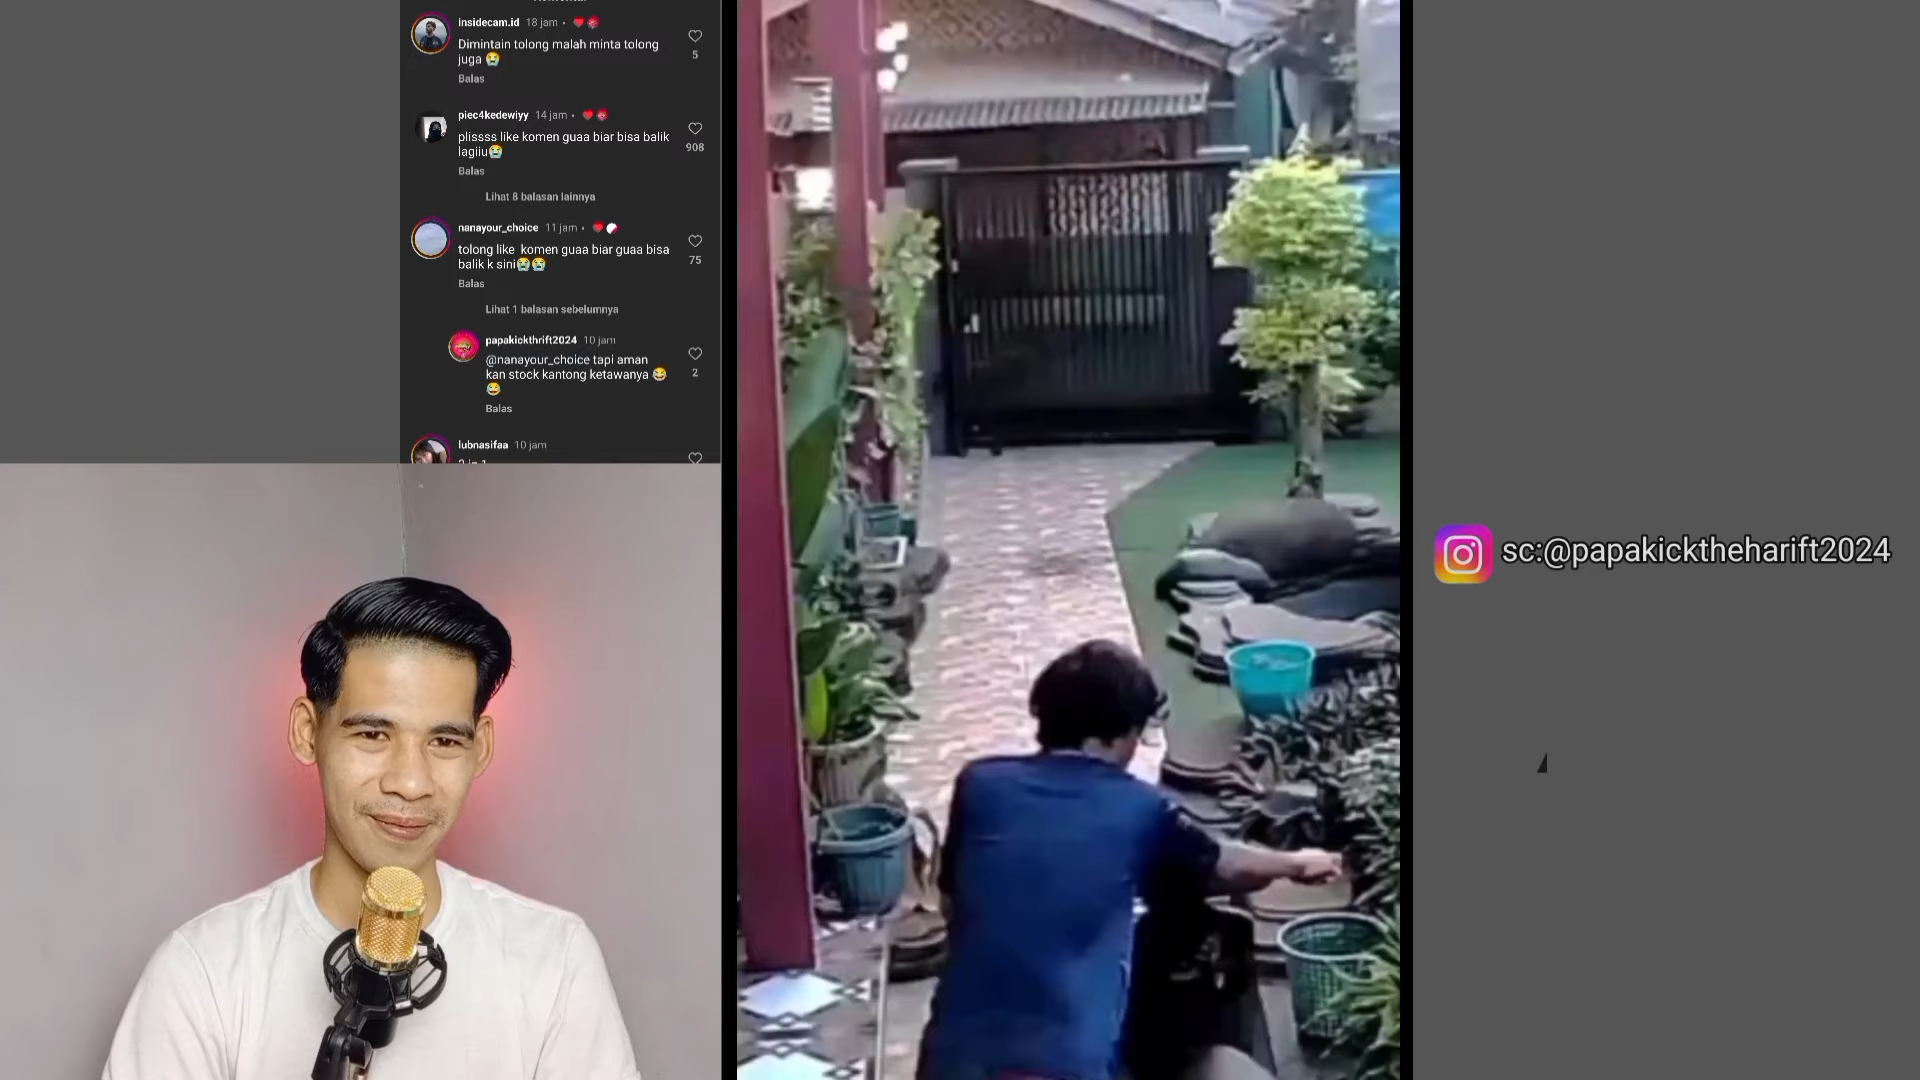 insidecam.id 18 jam •
Dimintain tolong malah minta tolong
juga 😭
5
Balas
piec4kedewiyy 14 jam •
plissss like komen guaa biar bisa balik
lagiiu😭
908
Balas
Lihat 8 balasan lainnya
nanayour_choice 11 jam •
tolong like komen guaa biar guaa bisa
balik k sini😭😭
75
Balas
Lihat 1 balasan sebelumnya
papakickthrift2024 10 jam
@nanayour_choice tapi aman
kan stock kantong ketawanya 😂
😂
2
Balas
lubnasifaa 10 jam
sc:@papakicktheharift2024